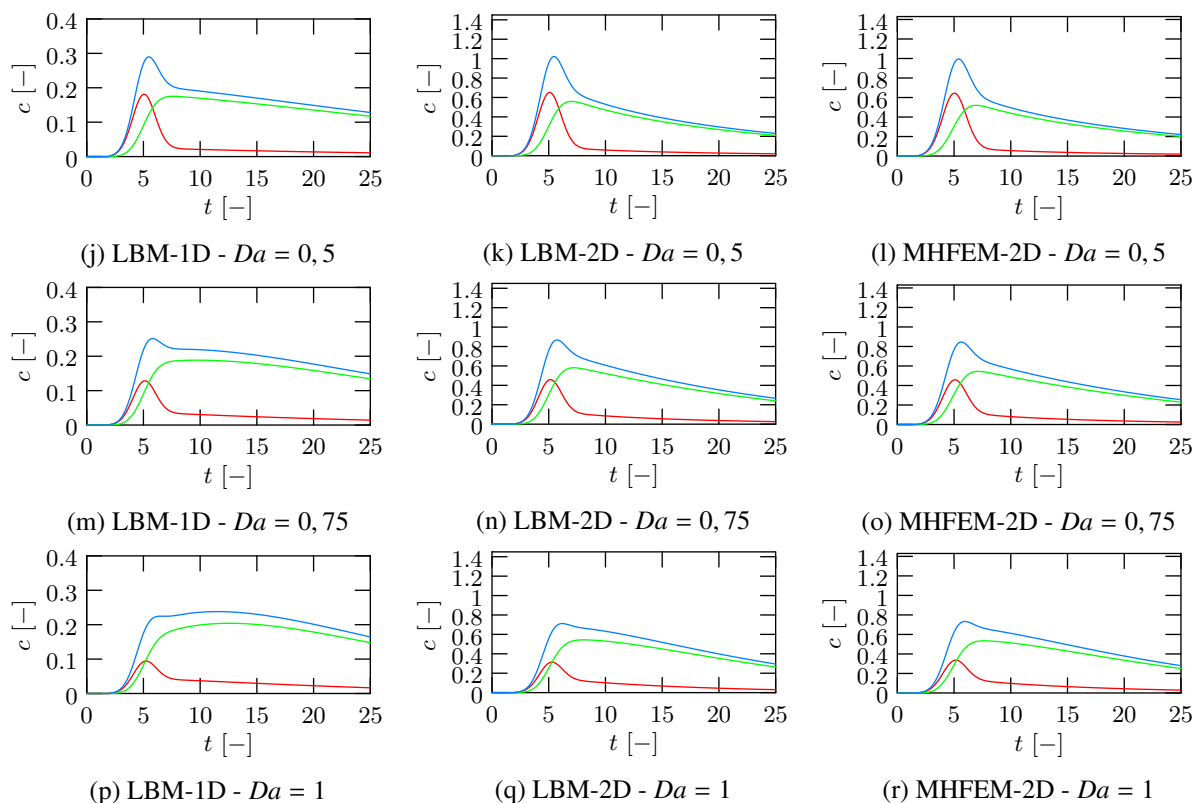 0.4 1.4 1.4
1.2 1.2
0.3 1 1
c [−] 0.2 c [−] 0.8 c [−] 0.8
0.6 0.6
0.1 0.4 0.4
0.2 0.2
0 0 0
0 5 10 15 20 25 0 5 10 15 20 25 0 5 10 15 20 25
t [−] t [−] t [−]
(j) LBM-1D - Da = 0, 5 (k) LBM-2D - Da = 0, 5 (l) MHFEM-2D - Da = 0, 5
0.4 1.4 1.4
1.2 1.2
0.3 1 1
c [−] 0.2 c [−] 0.8 c [−] 0.8
0.6 0.6
0.1 0.4 0.4
0.2 0.2
0 0 0
0 5 10 15 20 25 0 5 10 15 20 25 0 5 10 15 20 25
t [−] t [−] t [−]
(m) LBM-1D - Da = 0, 75 (n) LBM-2D - Da = 0, 75 (o) MHFEM-2D - Da = 0, 75
0.4 1.4 1.4
1.2 1.2
0.3 1 1
c [−] 0.2 c [−] 0.8 c [−] 0.8
0.6 0.6
0.1 0.4 0.4
0.2 0.2
0 0 0
0 5 10 15 20 25 0 5 10 15 20 25 0 5 10 15 20 25
t [−] t [−] t [−]
(p) LBM-1D - Da = 1 (q) LBM-2D - Da = 1 (r) MHFEM-2D - Da = 1